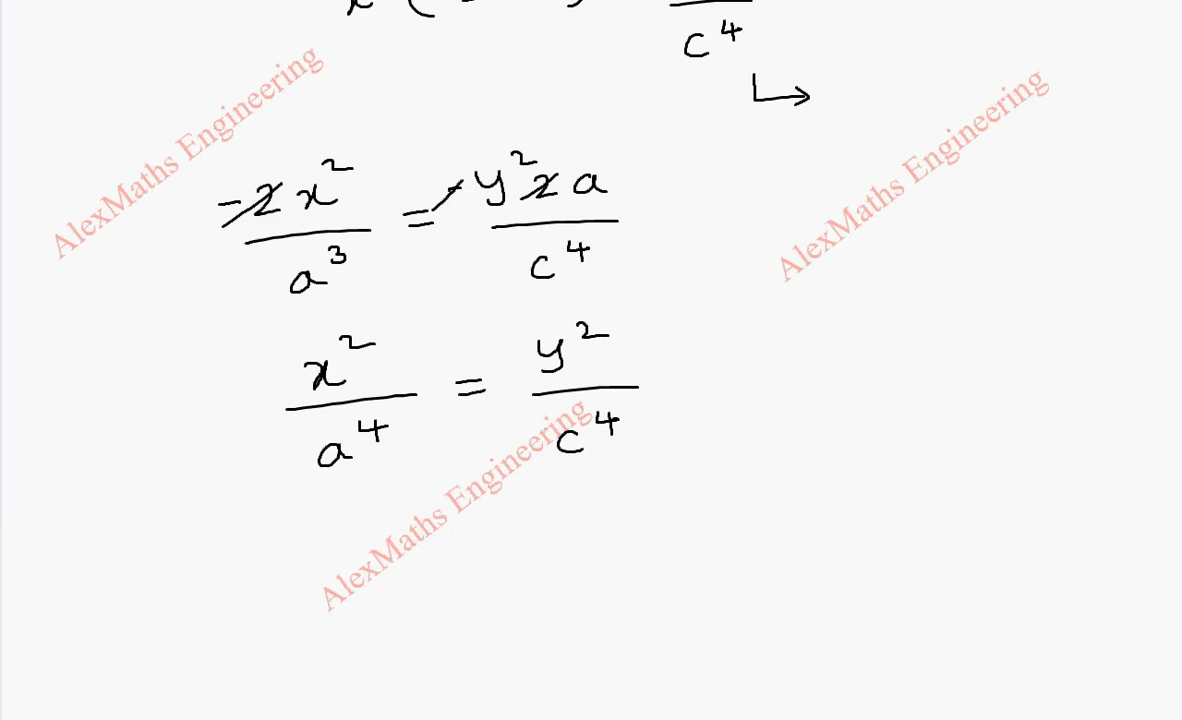 c⁴
↳
-2x²/a³ = -y²2a/c⁴
x²/a⁴ = y²/c⁴
AlexMaths Engineering
AlexMaths Engineering
AlexMaths Engineering